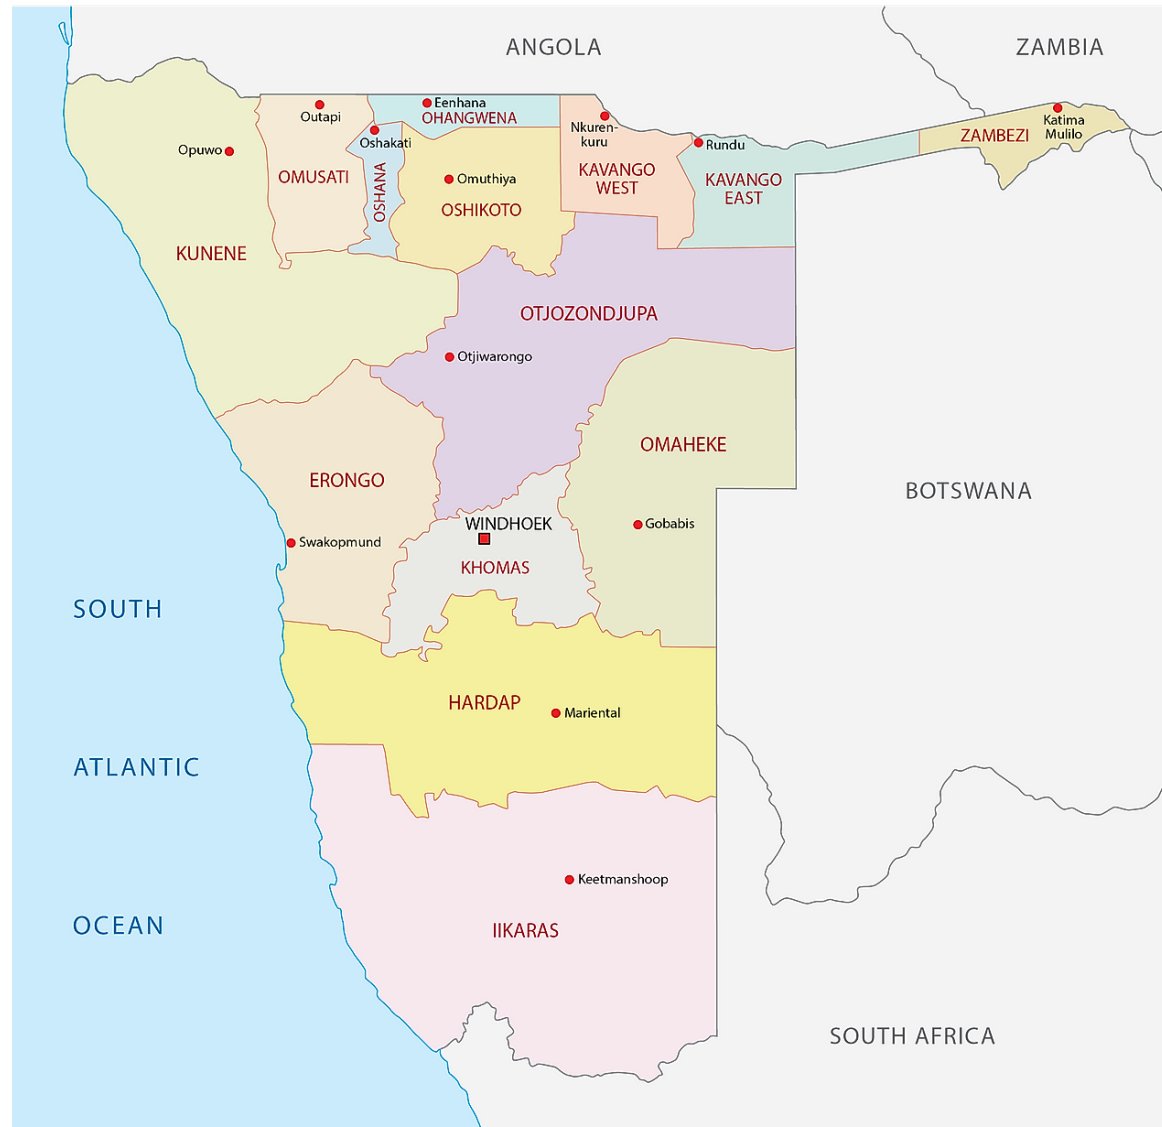 ANGOLA
ZAMBIA
Eenhana
OHANGWENA
Outapi
Nkuren-
kuru
Katima
Mulilo
ZAMBEZI
Oshakati
Rundu
Opuwo
OMUSATI
OSHANA
Omuthiya
OSHIKOTO
KAVANGO
WEST
KAVANGO
EAST
KUNENE
OTJOZONDJUPA
Otjiwarongo
OMAHEKE
ERONGO
BOTSWANA
WINDHOEK
Gobabis
Swakopmund
KHOMAS
SOUTH
HARDAP
Mariental
ATLANTIC
Keetmanshoop
OCEAN
IIKARAS
SOUTH AFRICA